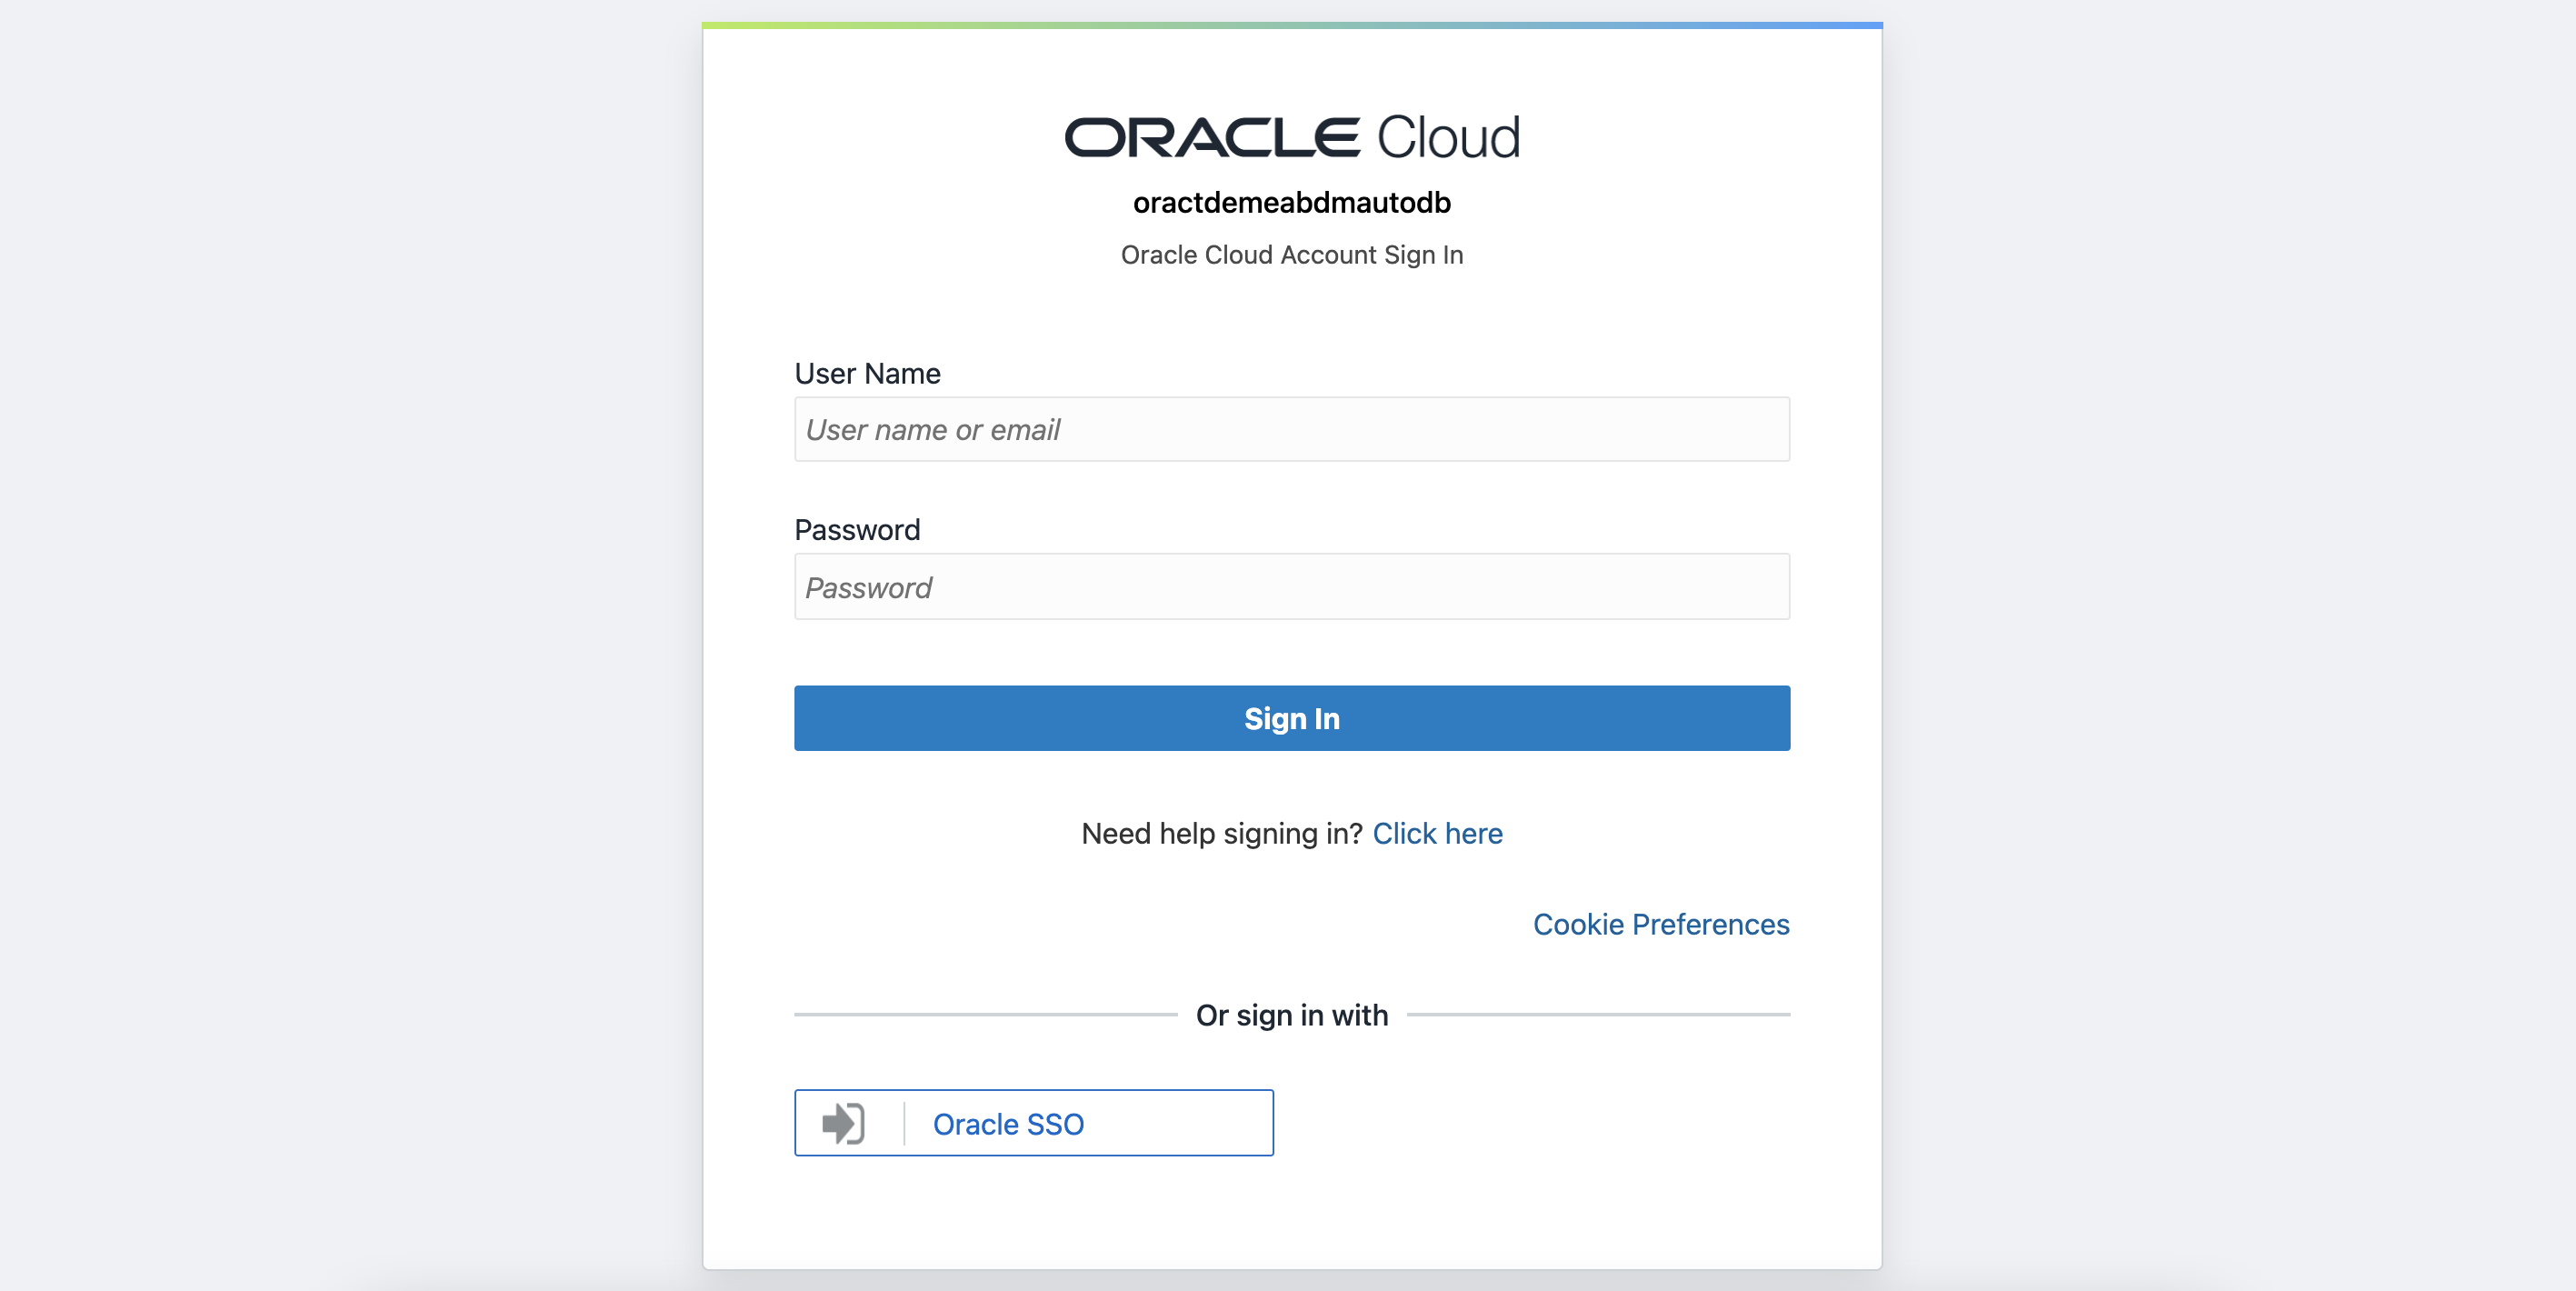 ORACLE Cloud
oractdemeabdmautodb
Oracle Cloud Account Sign In
User Name
User name or email
Password
Password
Sign In
Need help signing in? Click here
Cookie Preferences
Or sign in with
Oracle SSO